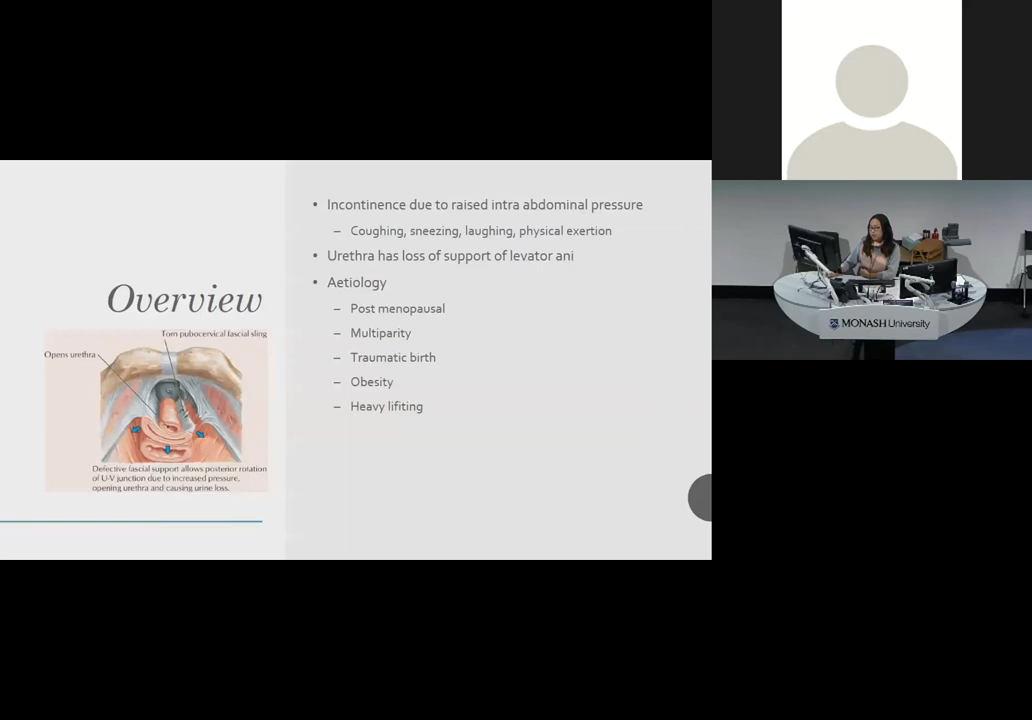 Overview
Torn pubocervical fascial sling
Opens urethra
Defective fascial support allows posterior rotation
of U-V junction due to increased pressure,
opening urethra and causing urine loss.
• Incontinence due to raised intra abdominal pressure
– Coughing, sneezing, laughing, physical exertion
• Urethra has loss of support of levator ani
• Aetiology
– Post menopausal
– Multiparity
– Traumatic birth
– Obesity
– Heavy lifiting
MONASH University